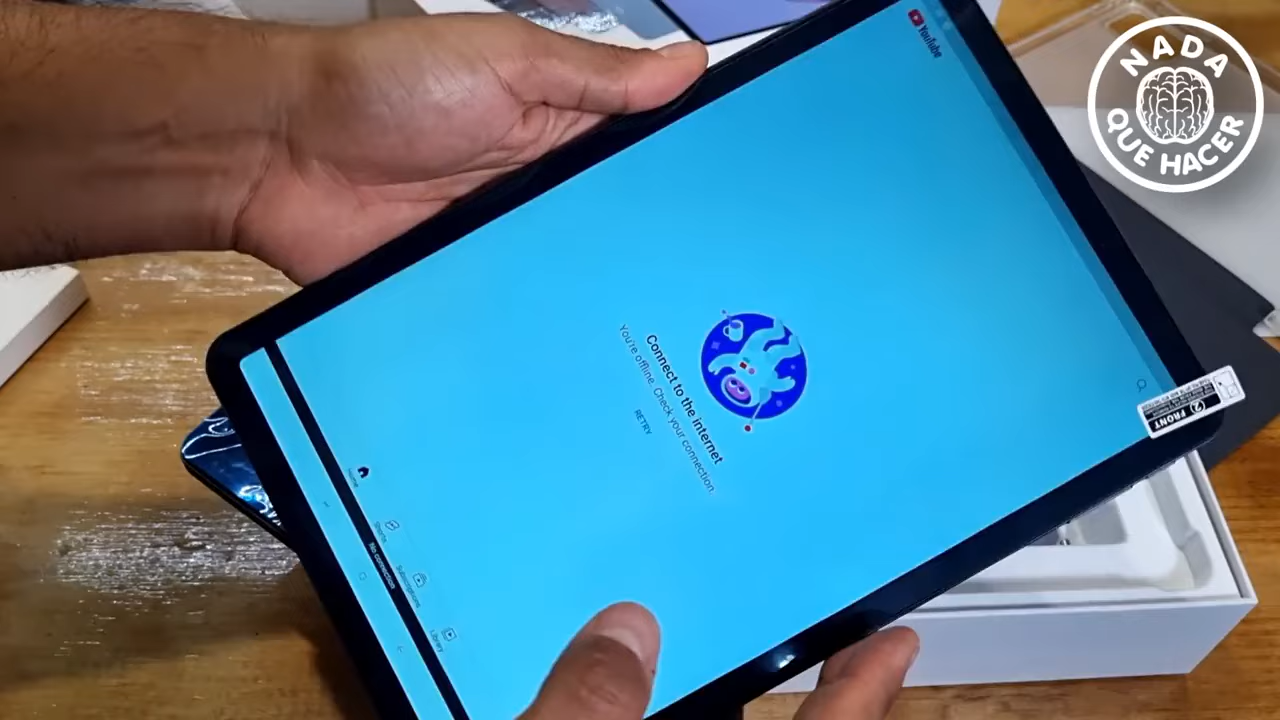 NADA
QUE HACER
YouTube
Connect to the internet
You're offline. Check your connection.
RETRY
Home
Shorts
Subscriptions
Library
No connection
2 FRONT